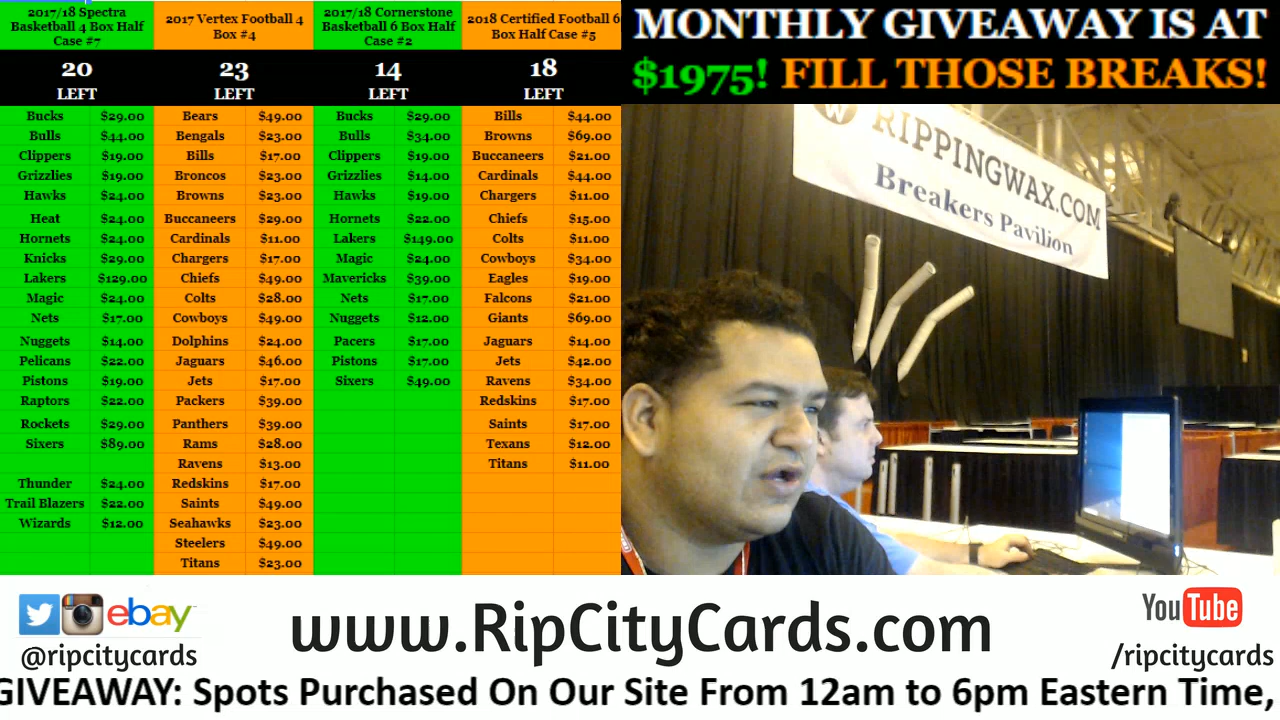 2017/18 Spectra
Basketball 4 Box Half
Case #7
20
LEFT
Bucks $29.00
Bulls $44.00
Clippers $19.00
Grizzlies $19.00
Hawks $24.00
Heat $24.00
Hornets $24.00
Knicks $29.00
Lakers $129.00
Magic $24.00
Nets $17.00
Nuggets $14.00
Pelicans $22.00
Pistons $19.00
Raptors $22.00
Rockets $29.00
Sixers $89.00
Thunder $24.00
Trail Blazers $22.00
Wizards $12.00
2017 Vertex Football 4
Box #4
23
LEFT
Bears $49.00
Bengals $23.00
Bills $17.00
Broncos $23.00
Browns $23.00
Buccaneers $29.00
Cardinals $11.00
Chargers $17.00
Chiefs $49.00
Colts $28.00
Cowboys $49.00
Dolphins $24.00
Jaguars $46.00
Jets $17.00
Packers $39.00
Panthers $39.00
Rams $28.00
Ravens $13.00
Redskins $17.00
Saints $49.00
Seahawks $23.00
Steelers $49.00
Titans $23.00
2017/18 Cornerstone
Basketball 6 Box Half
Case #2
14
LEFT
Bucks $29.00
Bulls $34.00
Clippers $19.00
Grizzlies $14.00
Hawks $19.00
Hornets $22.00
Lakers $149.00
Magic $24.00
Mavericks $39.00
Nets $17.00
Nuggets $12.00
Pacers $17.00
Pistons $17.00
Sixers $49.00
2018 Certified Football 6
Box Half Case #5
18
LEFT
Bills $44.00
Browns $69.00
Buccaneers $21.00
Cardinals $44.00
Chargers $11.00
Chiefs $15.00
Colts $11.00
Cowboys $34.00
Eagles $19.00
Falcons $21.00
Giants $69.00
Jaguars $14.00
Jets $42.00
Ravens $34.00
Redskins $17.00
Saints $17.00
Texans $12.00
Titans $11.00
MONTHLY GIVEAWAY IS AT
$1975! FILL THOSE BREAKS!
W RIPPINGWAX.COM
Breakers Pavilion
ebay
@ripcitycards
www.RipCityCards.com
YouTube
/ripcitycards
GIVEAWAY: Spots Purchased On Our Site From 12am to 6pm Eastern Time,